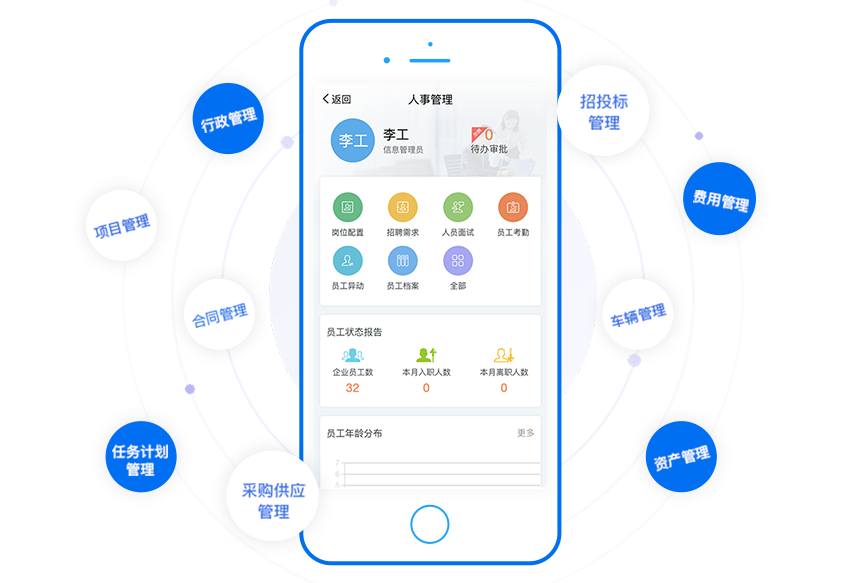 行政管理
项目管理
合同管理
任务计划
管理
采购供应
管理
返回
人事管理
李工
李工
信息管理员
0
待办审批
岗位配置
招聘需求
人员面试
员工考勤
员工异动
员工档案
全部
员工状态报告
企业员工数
本月入职人数
本月离职人数
32
0
0
员工年龄分布
更多
7
6
5
招投标
管理
费用管理
车辆管理
资产管理